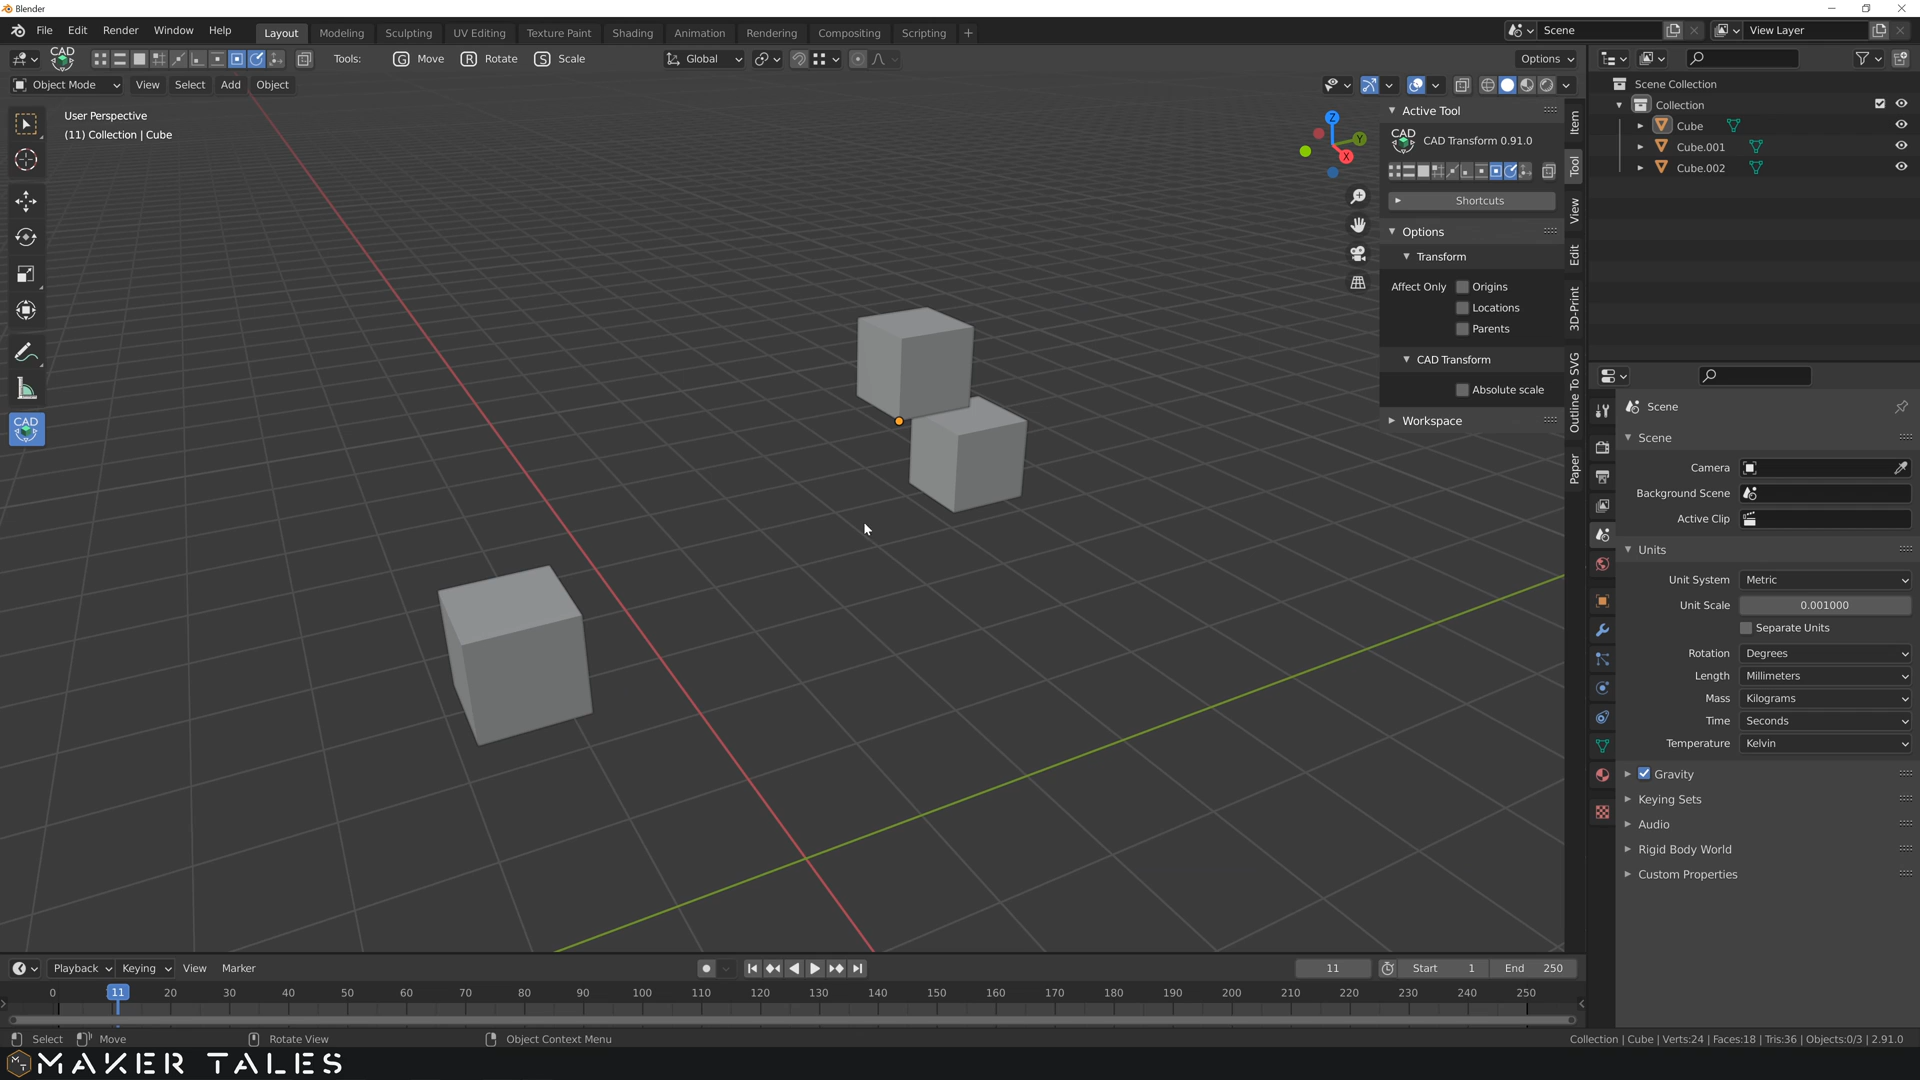 Blender
File Edit Render Window Help Layout Modeling Sculpting UV Editing Texture Paint Shading Animation Rendering Compositing Scripting + Scene View Layer
CAD Tools: G Move R Rotate S Scale Global Options
Object Mode View Select Add Object
User Perspective
(11) Collection | Cube
CAD
Z
Y
X
Active Tool
CAD CAD Transform 0.91.0
Shortcuts
Options
Transform
Affect Only Origins
Locations
Parents
CAD Transform
Absolute scale
Workspace
Item
Tool
View
Edit
3D-Print
Outline To SVG
Paper
Scene Collection
Collection
Cube
Cube.001
Cube.002
Scene
Scene
Camera
Background Scene
Active Clip
Units
Unit System Metric
Unit Scale 0.001000
Separate Units
Rotation Degrees
Length Millimeters
Mass Kilograms
Time Seconds
Temperature Kelvin
Gravity
Keying Sets
Audio
Rigid Body World
Custom Properties
Playback Keying View Marker 11 Start 1 End 250
0 11 20 30 40 50 60 70 80 90 100 110 120 130 140 150 160 170 180 190 200 210 220 230 240 250
Select Move Rotate View Object Context Menu Collection | Cube | Verts:24 | Faces:18 | Tris:36 | Objects:0/3 | 2.91.0
MAKER TALES